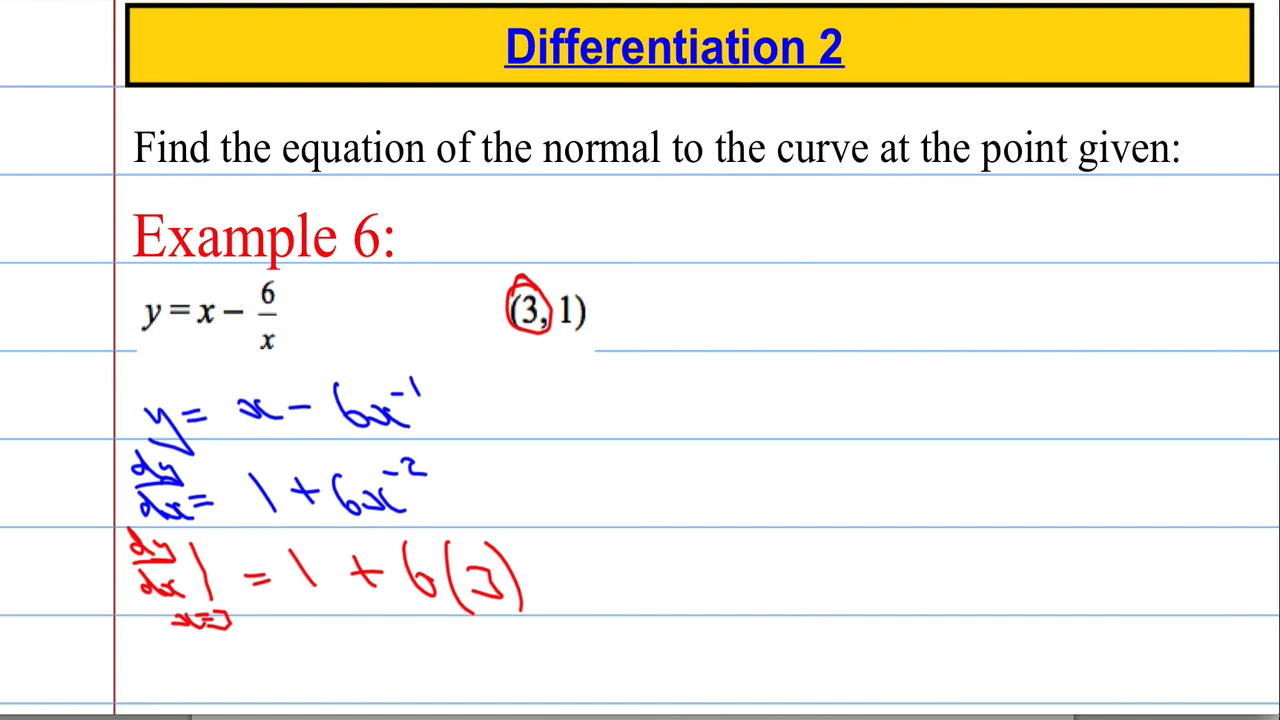 Differentiation 2
Find the equation of the normal to the curve at the point given:
Example 6:
y = x − 6/x (3, 1)
y = x − 6x⁻¹
dy/dx = 1 + 6x⁻²
dy/dx | x=3 = 1 + 6(3)